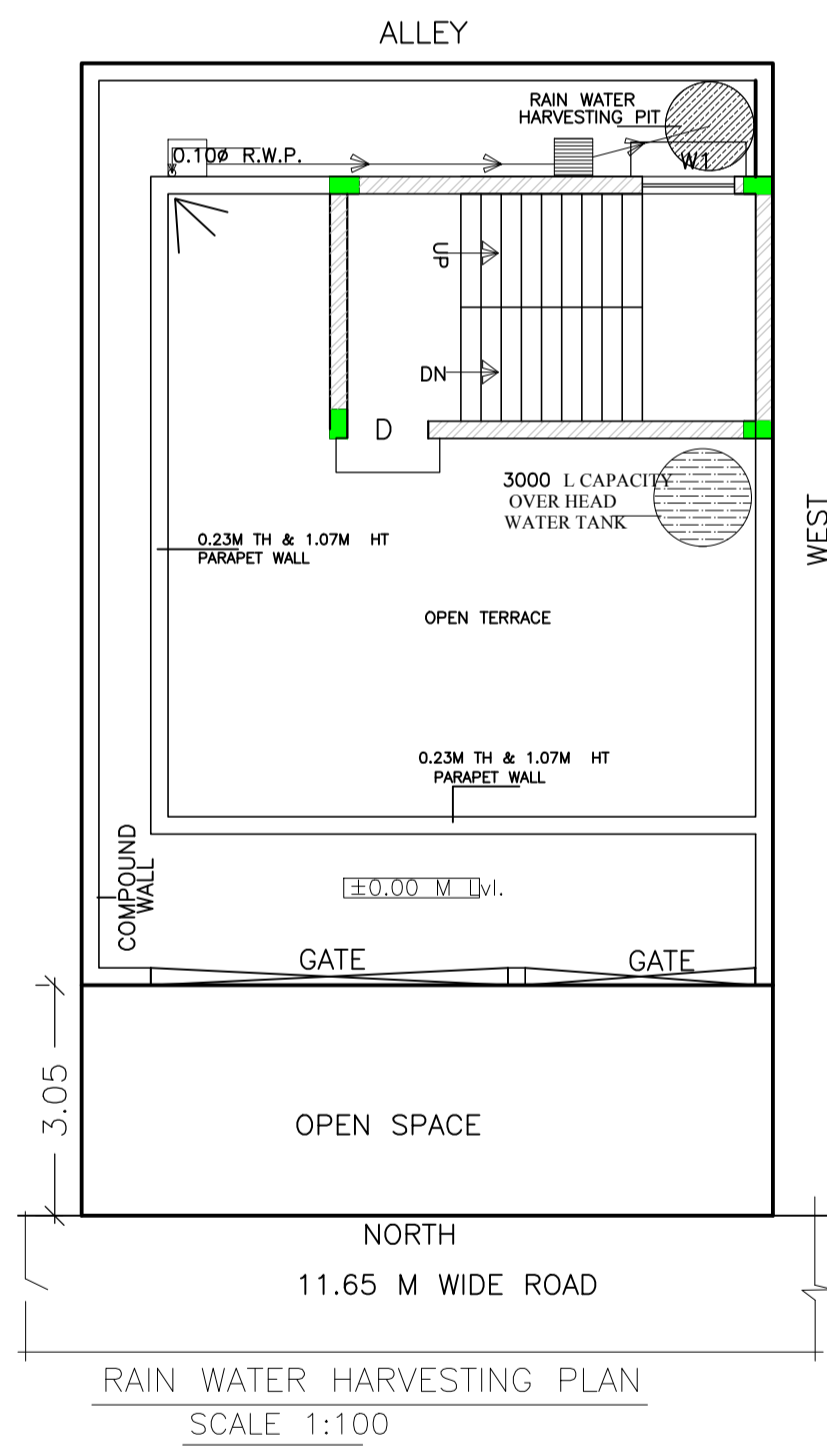 ALLEY
RAIN WATER
HARVESTING PIT
0.10ø R.W.P.
W1
UP
DN
D
3000 L CAPACITY
OVER HEAD
WATER TANK
WEST
0.23M TH & 1.07M HT
PARAPET WALL
OPEN TERRACE
0.23M TH & 1.07M HT
PARAPET WALL
COMPOUND
WALL
±0.00 M Lvl.
GATE
GATE
3.05
OPEN SPACE
NORTH
11.65 M WIDE ROAD
RAIN WATER HARVESTING PLAN
SCALE 1:100